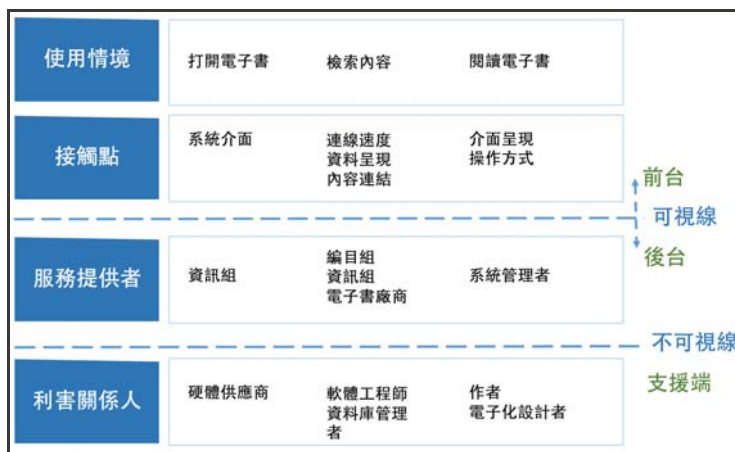 使用情境
打開電子書
檢索內容
閱讀電子書
接觸點
系統介面
連線速度
資料呈現
內容連結
介面呈現
操作方式
前台
可視線
後台
服務提供者
資訊組
編目組
資訊組
電子書廠商
系統管理者
不可視線
支援端
利害關係人
硬體供應商
軟體工程師
資料庫管理
者
作者
電子化設計者